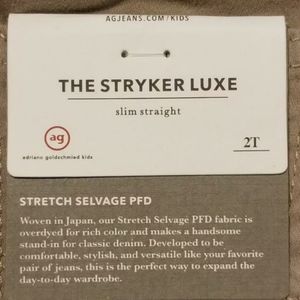 AGJEANS.COM/KIDS
THE STRYKER LUXE
slim straight
ag
adriano goldschmied kids
2T
STRETCH SELVAGE PFD
Woven in Japan, our Stretch Selvage PFD fabric is
overdyed for rich color and makes a handsome
stand-in for classic denim. Developed to be
comfortable, stylish, and versatile like your favorite
pair of jeans, this is the perfect way to expand the
day-to-day wardrobe.